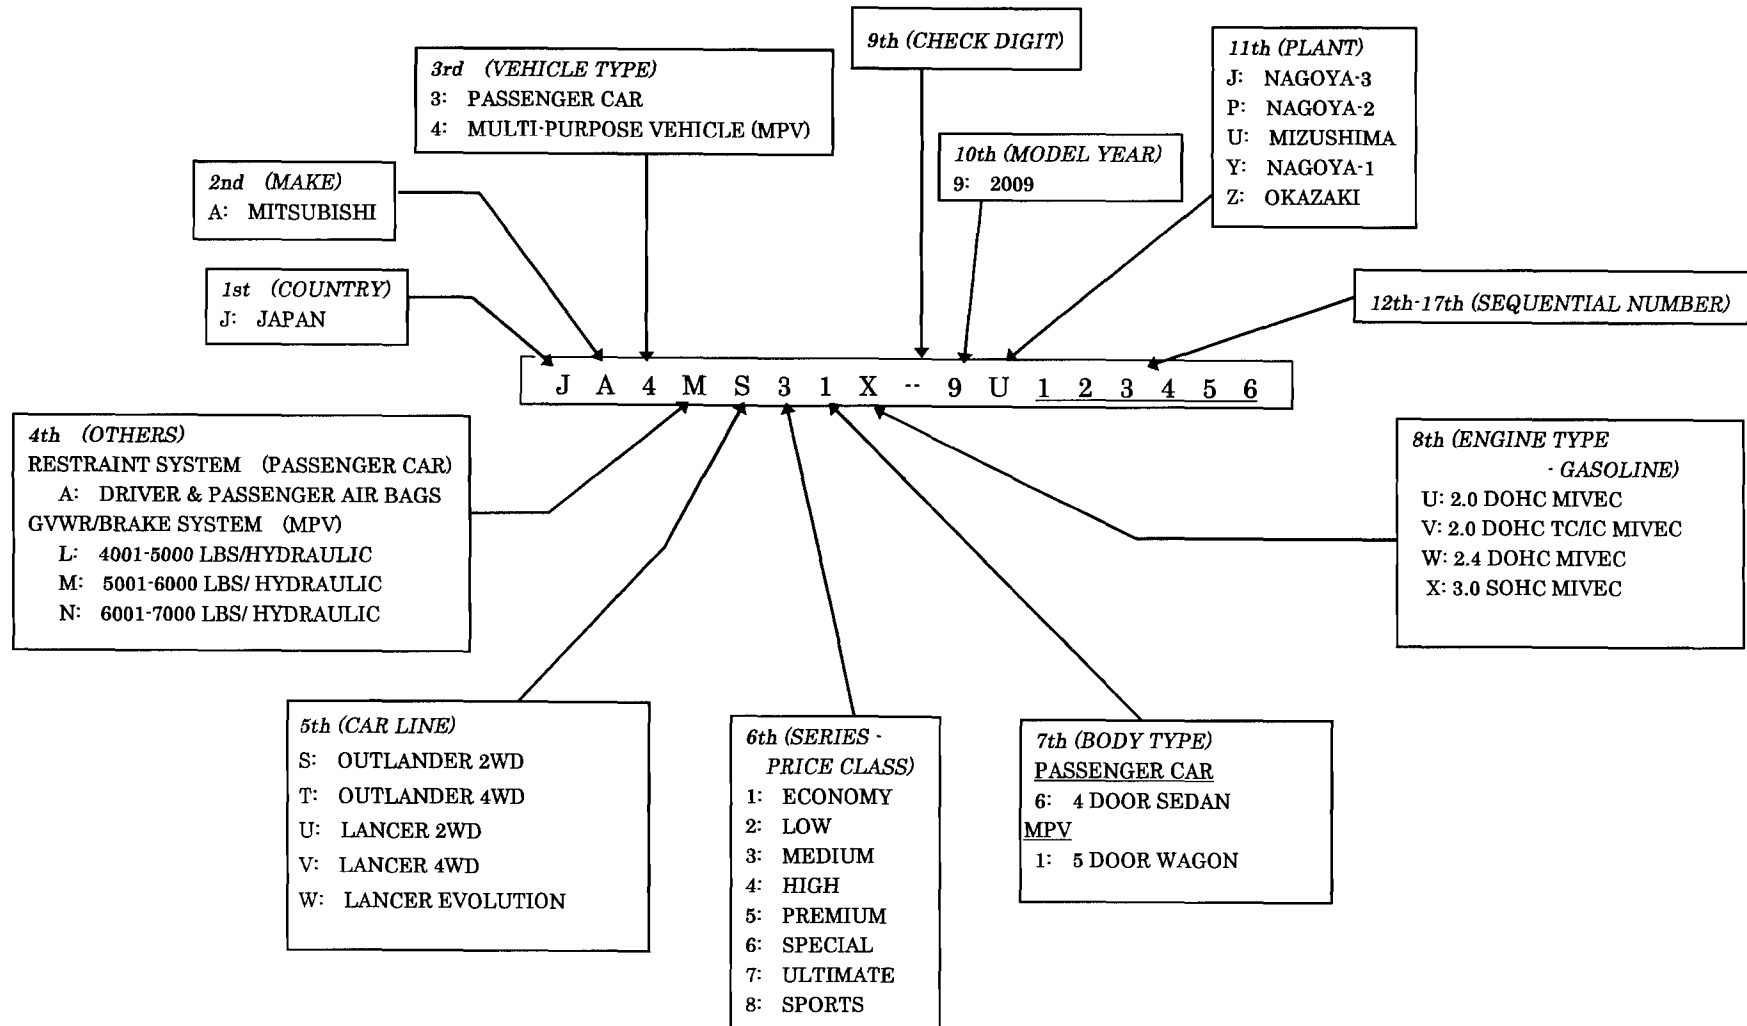 9th (CHECK DIGIT)
3rd (VEHICLE TYPE)
3: PASSENGER CAR
4: MULTI-PURPOSE VEHICLE (MPV)
11th (PLANT)
J: NAGOYA-3
P: NAGOYA-2
U: MIZUSHIMA
Y: NAGOYA-1
Z: OKAZAKI
10th (MODEL YEAR)
9: 2009
2nd (MAKE)
A: MITSUBISHI
1st (COUNTRY)
J: JAPAN
12th-17th (SEQUENTIAL NUMBER)
J A 4 M S 3 1 X -- 9 U 1 2 3 4 5 6
4th (OTHERS)
RESTRAINT SYSTEM (PASSENGER CAR)
A: DRIVER & PASSENGER AIR BAGS
GVWR/BRAKE SYSTEM (MPV)
L: 4001-5000 LBS/HYDRAULIC
M: 5001-6000 LBS/ HYDRAULIC
N: 6001-7000 LBS/ HYDRAULIC
8th (ENGINE TYPE
- GASOLINE)
U: 2.0 DOHC MIVEC
V: 2.0 DOHC TC/IC MIVEC
W: 2.4 DOHC MIVEC
X: 3.0 SOHC MIVEC
5th (CAR LINE)
S: OUTLANDER 2WD
T: OUTLANDER 4WD
U: LANCER 2WD
V: LANCER 4WD
W: LANCER EVOLUTION
6th (SERIES -
PRICE CLASS)
1: ECONOMY
2: LOW
3: MEDIUM
4: HIGH
5: PREMIUM
6: SPECIAL
7: ULTIMATE
8: SPORTS
7th (BODY TYPE)
PASSENGER CAR
6: 4 DOOR SEDAN
MPV
1: 5 DOOR WAGON